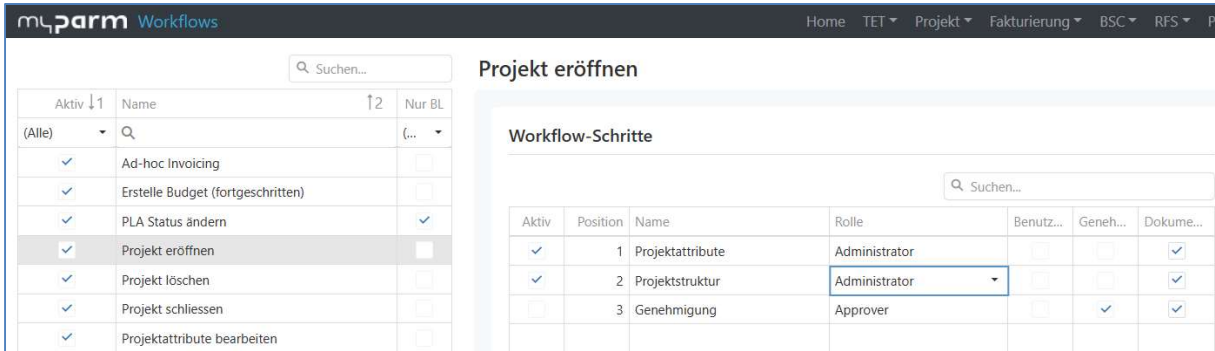 myparm Workflows Home TET Projekt Fakturierung BSC RFS P
Suchen...
Aktiv 1 Name 2 Nur BL
(Alle) (...
Ad-hoc Invoicing
Erstelle Budget (fortgeschritten)
PLA Status ändern
Projekt eröffnen
Projekt löschen
Projekt schliessen
Projektattribute bearbeiten
Projekt eröffnen
Workflow-Schritte
Suchen...
Aktiv Position Name Rolle Benutz... Geneh... Dokume...
1 Projektattribute Administrator
2 Projektstruktur Administrator
3 Genehmigung Approver